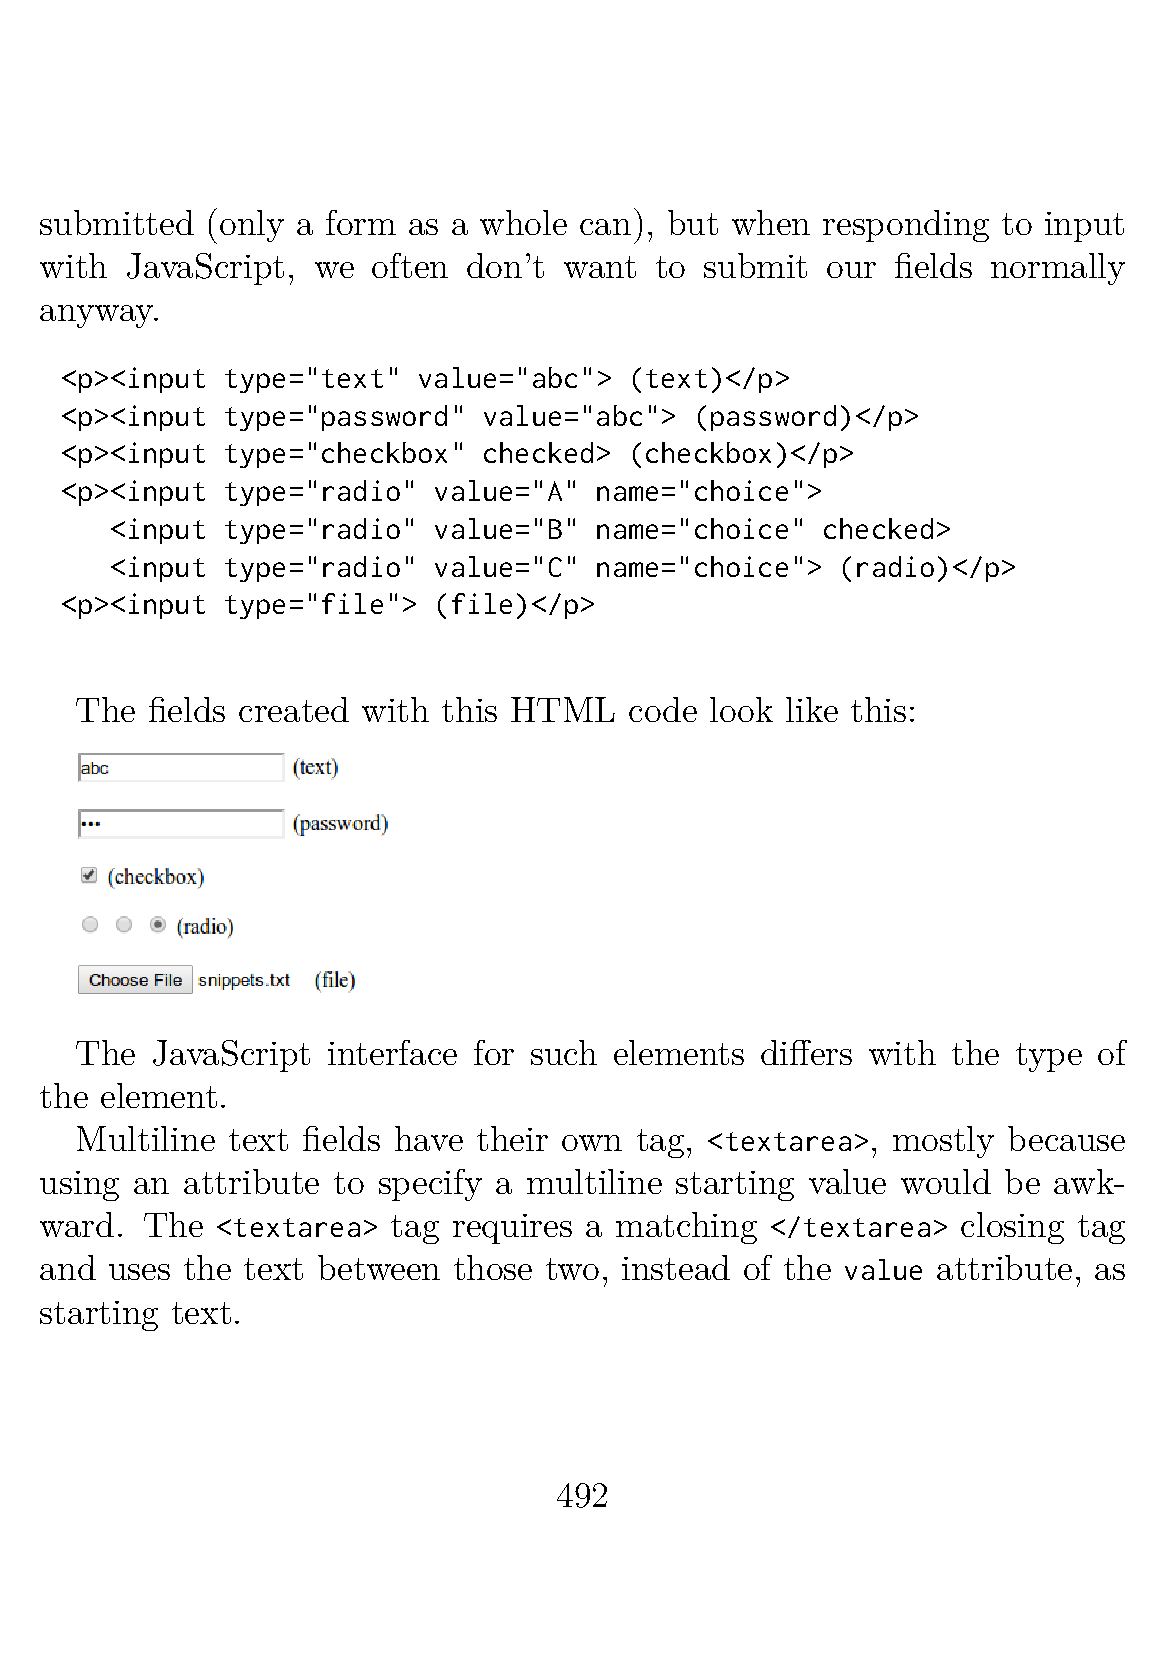 submitted (only a form as a whole can), but when responding to input
with JavaScript, we often don't want to submit our fields normally
anyway.
<p><input type="text" value="abc"> (text)</p>
<p><input type="password" value="abc"> (password)</p>
<p><input type="checkbox" checked> (checkbox)</p>
<p><input type="radio" value="A" name="choice">
   <input type="radio" value="B" name="choice" checked>
   <input type="radio" value="C" name="choice"> (radio)</p>
<p><input type="file"> (file)</p>
The fields created with this HTML code look like this:
abc (text)
••• (password)
(checkbox)
(radio)
Choose File snippets.txt (file)
The JavaScript interface for such elements differs with the type of
the element.
Multiline text fields have their own tag, <textarea>, mostly because
using an attribute to specify a multiline starting value would be awk-
ward. The <textarea> tag requires a matching </textarea> closing tag
and uses the text between those two, instead of the value attribute, as
starting text.
492